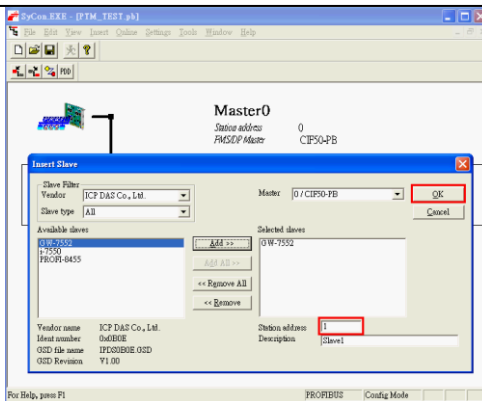 SyCon.EXE - [PTM_TEST.pb]
File Edit View Insert Online Settings Tools Window Help
PDD
Master0
Station address 0
FMS/DP Master CIF50-PB
Insert Slave
Slave Filter
Vendor ICP DAS Co., Ltd.
Slave type All
Master 0 / CIF50-PB
OK
Cancel
Available slaves
GW-7552
i-7550
PROFI-8455
Add >>
Add All >>
<< Remove All
<< Remove
Selected slaves
GW-7552
Vendor name ICP DAS Co., Ltd.
Ident number 0x0B0E
GSD file name IPDS0B0E.GSD
GSD Revision V1.00
Station address 1
Description Slave1
For Help, press F1
PROFIBUS Config Mode